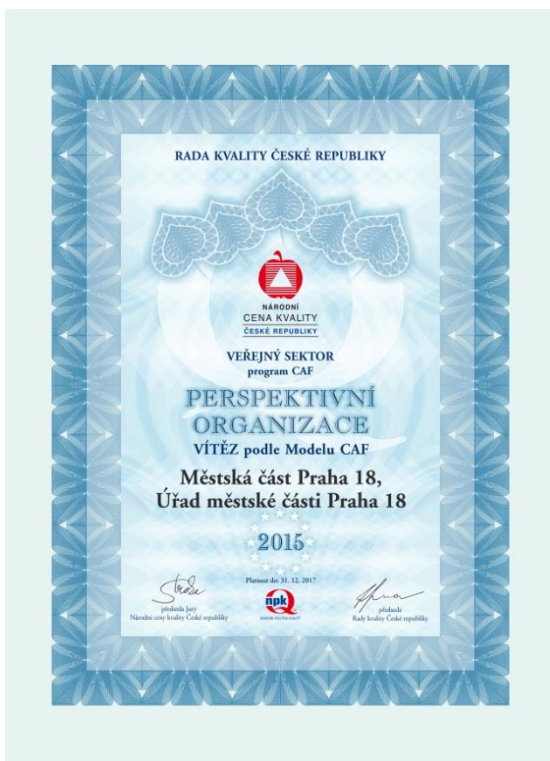 RADA KVALITY ČESKÉ REPUBLIKY
NÁRODNÍ
CENA KVALITY
ČESKÉ REPUBLIKY
VEŘEJNÝ SEKTOR
program CAF
PERSPEKTIVNÍ
ORGANIZACE
VÍTĚZ podle Modelu CAF
Městská část Praha 18,
Úřad městské části Praha 18
2015
Platnost do: 31. 12. 2017
předseda Jury
Národní ceny kvality České republiky
npk
předseda
Rady kvality České republiky